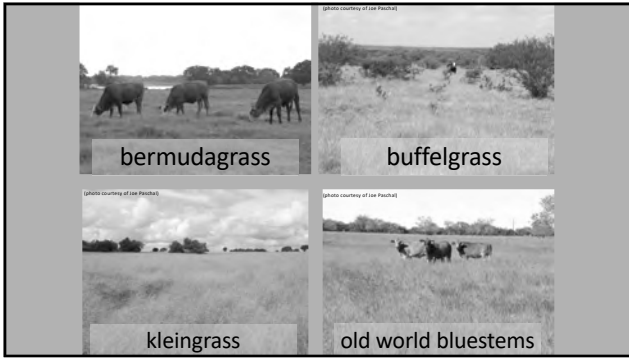 (photo courtesy of Joe Paschal)
bermudagrass
buffelgrass
(photo courtesy of Joe Paschal)
(photo courtesy of Joe Paschal)
kleingrass
old world bluestems